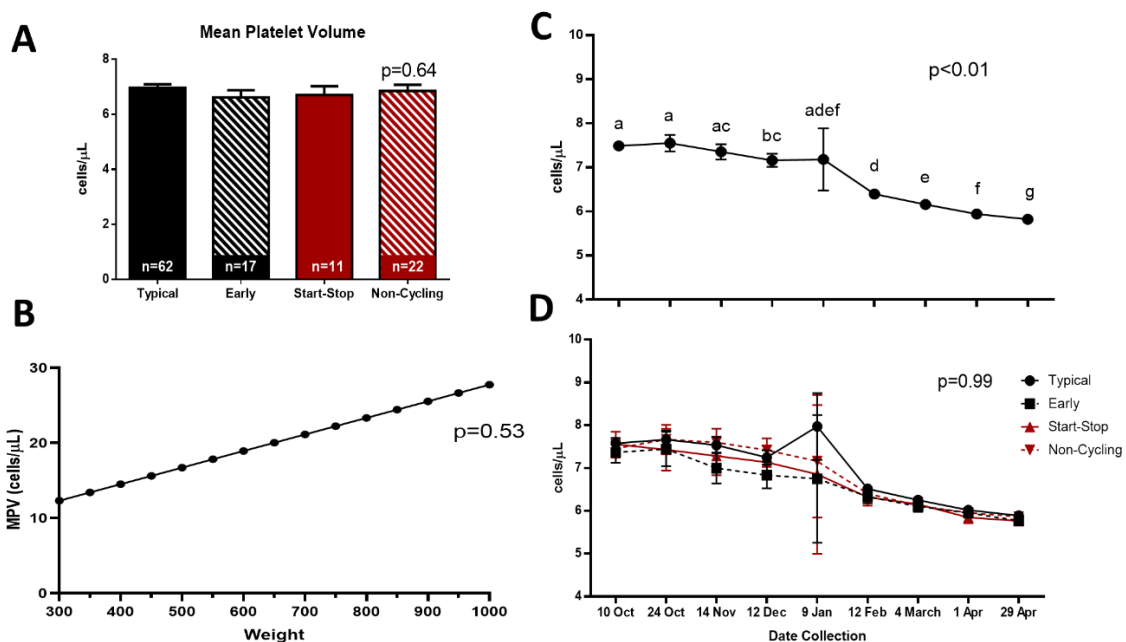 A
Mean Platelet Volume
p=0.64
8
6
4
2
0
cells/µL
n=62 n=17 n=11 n=22
Typical Early Start-Stop Non-Cycling
B
30
20
10
0
MPV (cells/µL)
p=0.53
300 400 500 600 700 800 900 1000
Weight
C
10
9
8
7
6
5
4
cells/µL
p<0.01
a a ac bc adef d e f g
D
10
9
8
7
6
5
4
cells/µL
p=0.99
Typical
Early
Start-Stop
Non-Cycling
10 Oct 24 Oct 14 Nov 12 Dec 9 Jan 12 Feb 4 March 1 Apr 29 Apr
Date Collection